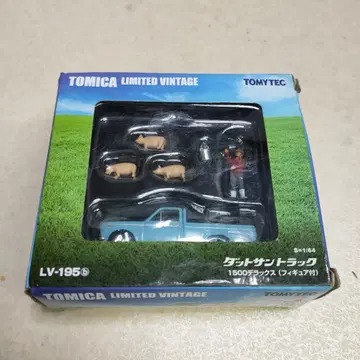 TOMICA LIMITED VINTAGE
TOMYTEC
S=1/64
ダットサントラック
1500デラックス(フィギュア付)
LV-195b
TOMICA LIMITED VINTAGE
TOMYTEC